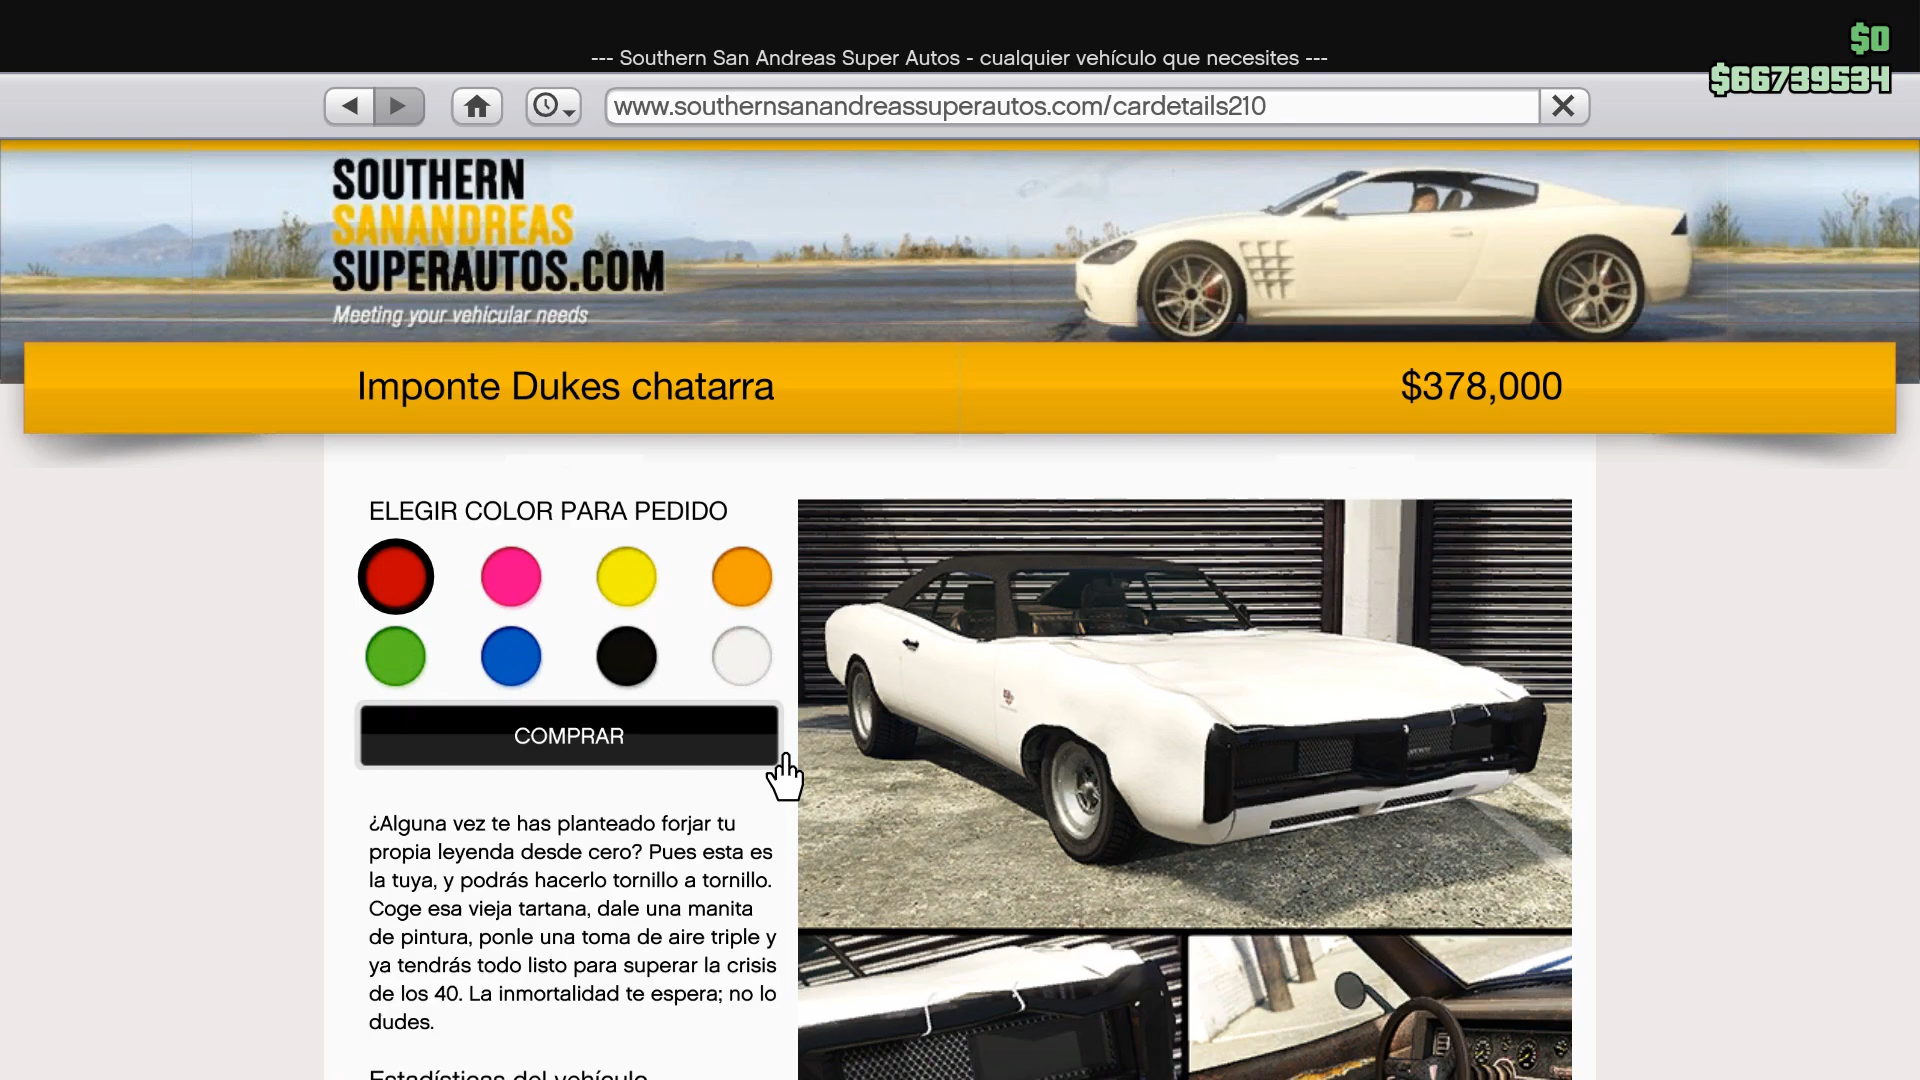 --- Southern San Andreas Super Autos - cualquier vehículo que necesites ---
$0
$66739534
www.southernsanandreassuperautos.com/cardetails210
SOUTHERN
SANANDREAS
SUPERAUTOS.COM
Meeting your vehicular needs
Imponte Dukes chatarra
$378,000
ELEGIR COLOR PARA PEDIDO
COMPRAR
¿Alguna vez te has planteado forjar tu
propia leyenda desde cero? Pues esta es
la tuya, y podrás hacerlo tornillo a tornillo.
Coge esa vieja tartana, dale una manita
de pintura, ponle una toma de aire triple y
ya tendrás todo listo para superar la crisis
de los 40. La inmortalidad te espera; no lo
dudes.
Estadísticas del vehículo